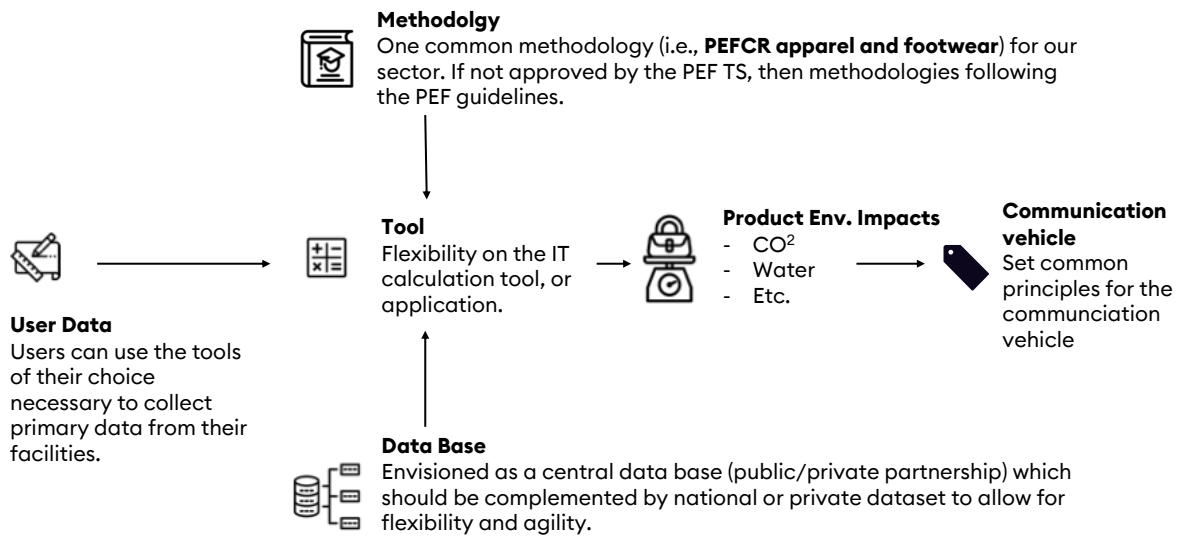 Methodolgy
One common methodology (i.e., PEFCR apparel and footwear) for our
sector. If not approved by the PEF TS, then methodologies following
the PEF guidelines.
User Data
Users can use the tools
of their choice
necessary to collect
primary data from their
facilities.
Tool
Flexibility on the IT
calculation tool, or
application.
Product Env. Impacts
- CO²
- Water
- Etc.
Communication
vehicle
Set common
principles for the
communciation
vehicle
Data Base
Envisioned as a central data base (public/private partnership) which
should be complemented by national or private dataset to allow for
flexibility and agility.